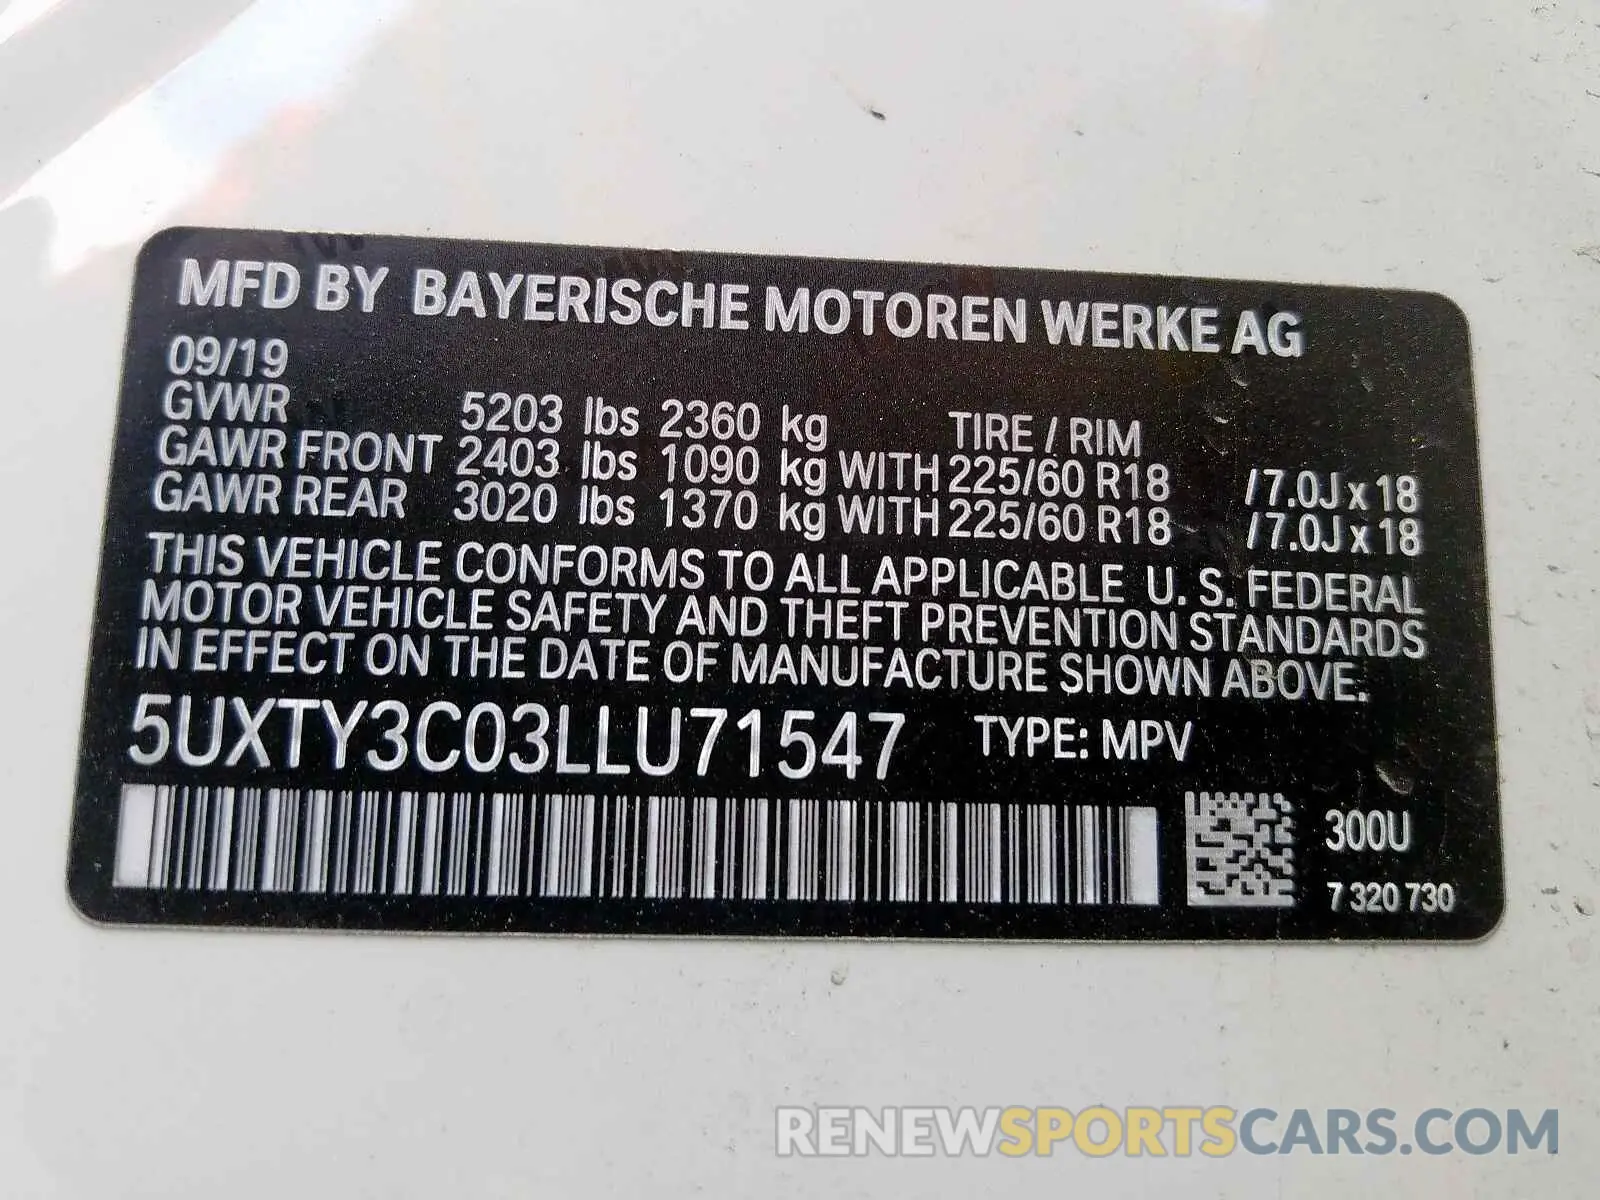 MFD BY BAYERISCHE MOTOREN WERKE AG
09/19
GVWR 5203 lbs 2360 kg TIRE / RIM
GAWR FRONT 2403 lbs 1090 kg WITH 225/60 R18 / 7.0J x 18
GAWR REAR 3020 lbs 1370 kg WITH 225/60 R18 / 7.0J x 18
THIS VEHICLE CONFORMS TO ALL APPLICABLE U. S. FEDERAL
MOTOR VEHICLE SAFETY AND THEFT PREVENTION STANDARDS
IN EFFECT ON THE DATE OF MANUFACTURE SHOWN ABOVE.
5UXTY3C03LLU71547 TYPE: MPV
300U
7 320 730
RENEWSPORTSCARS.COM